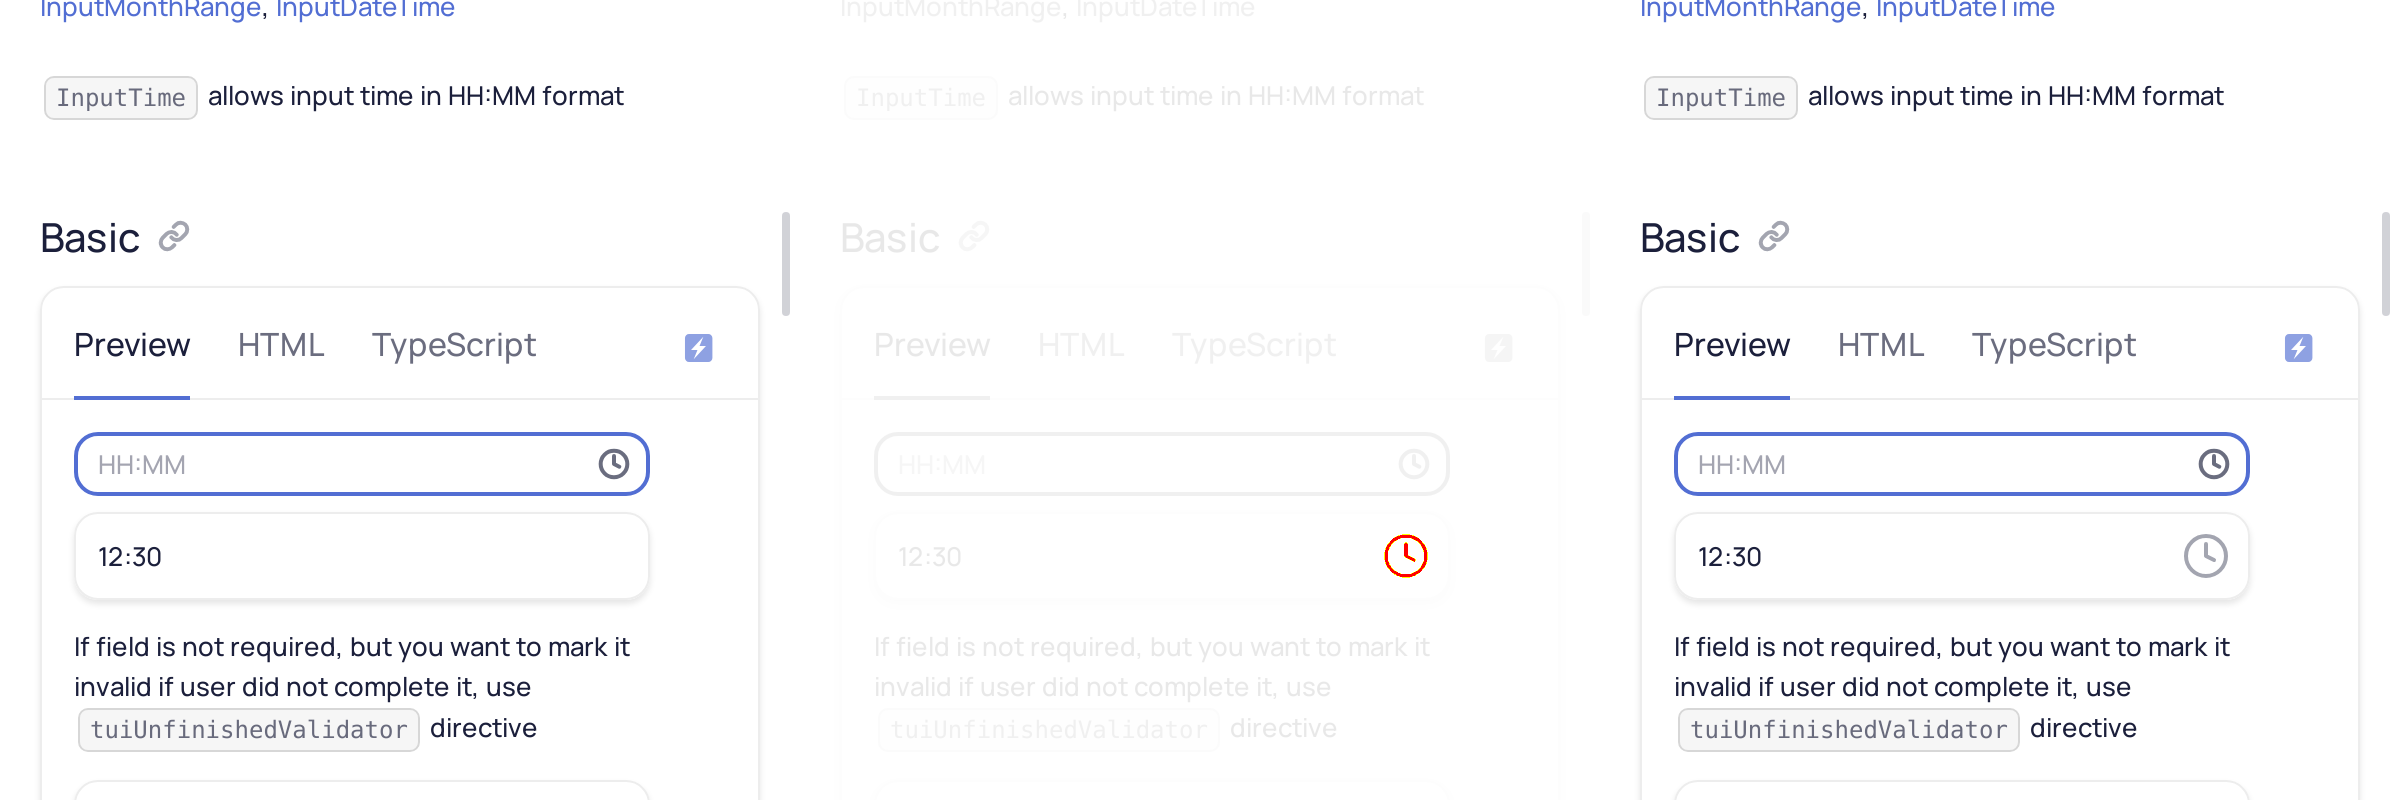 InputMonthRange, InputDateTime
InputTime allows input time in HH:MM format
Basic
Preview HTML TypeScript
HH:MM
12:30
If field is not required, but you want to mark it
invalid if user did not complete it, use
tuiUnfinishedValidator directive
InputMonthRange, InputDateTime
InputTime allows input time in HH:MM format
Basic
Preview HTML TypeScript
HH:MM
12:30
If field is not required, but you want to mark it
invalid if user did not complete it, use
tuiUnfinishedValidator directive
InputMonthRange, InputDateTime
InputTime allows input time in HH:MM format
Basic
Preview HTML TypeScript
HH:MM
12:30
If field is not required, but you want to mark it
invalid if user did not complete it, use
tuiUnfinishedValidator directive